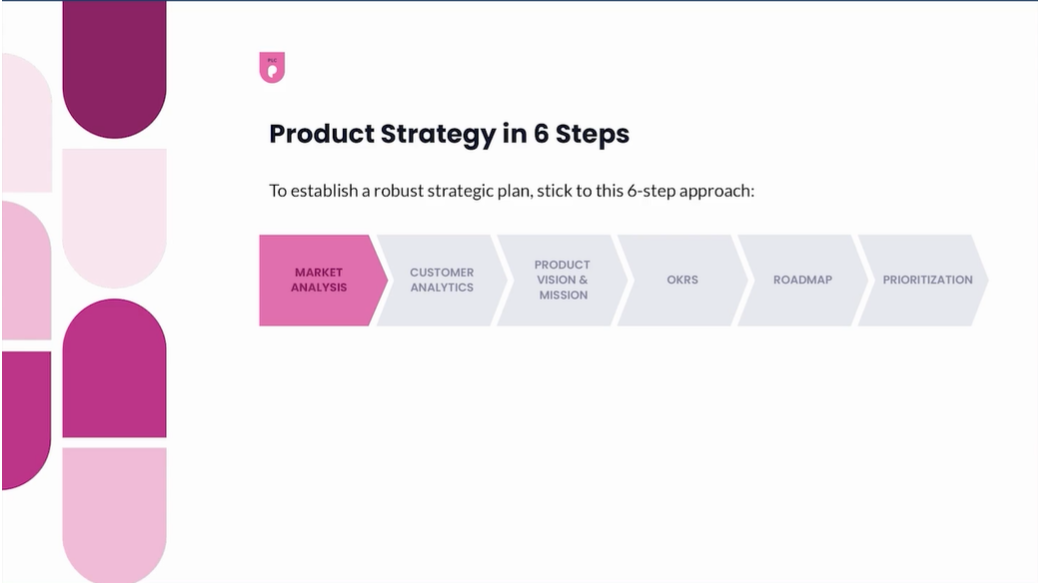 PLC
Product Strategy in 6 Steps
To establish a robust strategic plan, stick to this 6-step approach:
MARKET
ANALYSIS
CUSTOMER
ANALYTICS
PRODUCT
VISION &
MISSION
OKRS
ROADMAP
PRIORITIZATION